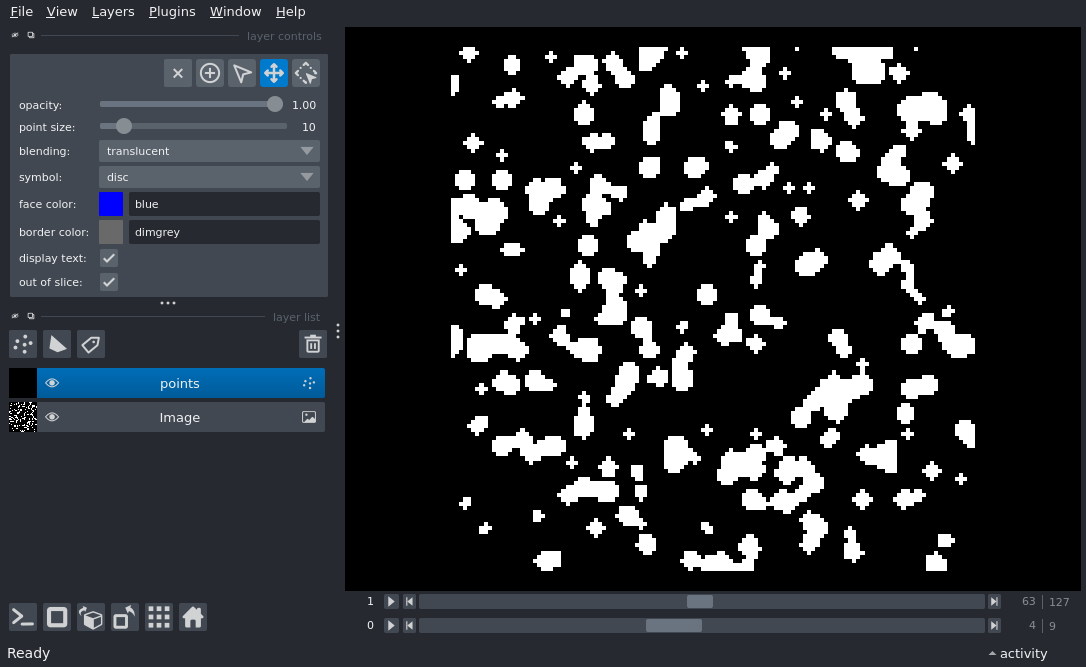 File View Layers Plugins Window Help
layer controls
opacity: 1.00
point size: 10
blending: translucent
symbol: disc
face color: blue
border color: dimgrey
display text:
out of slice:
layer list
points
Image
1 63 127
0 4 9
Ready activity